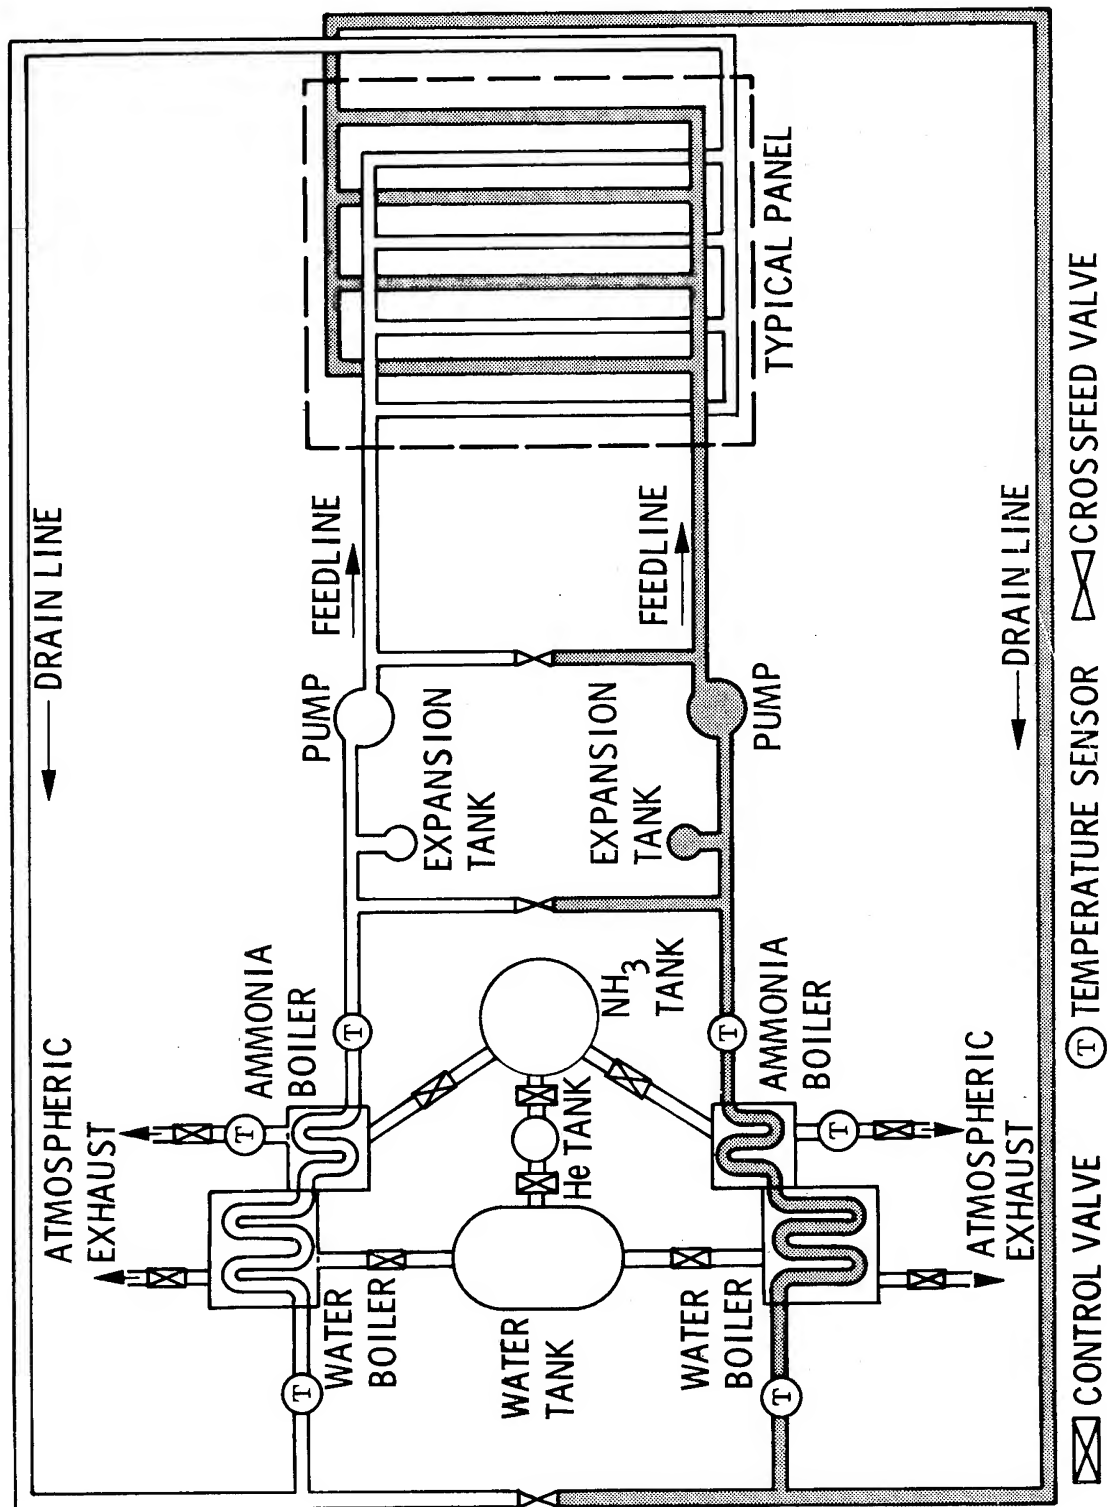 DRAIN LINE
ATMOSPHERIC
EXHAUST
AMMONIA
BOILER
PUMP
FEEDLINE
T
T
T
WATER
BOILER
EXPANSION
TANK
WATER
TANK
He TANK
NH3
TANK
EXPANSION
TANK
FEEDLINE
TYPICAL PANEL
WATER
BOILER
T
T
T
AMMONIA
BOILER
PUMP
ATMOSPHERIC
EXHAUST
DRAIN LINE
CONTROL VALVE
T TEMPERATURE SENSOR
CROSSFEED VALVE